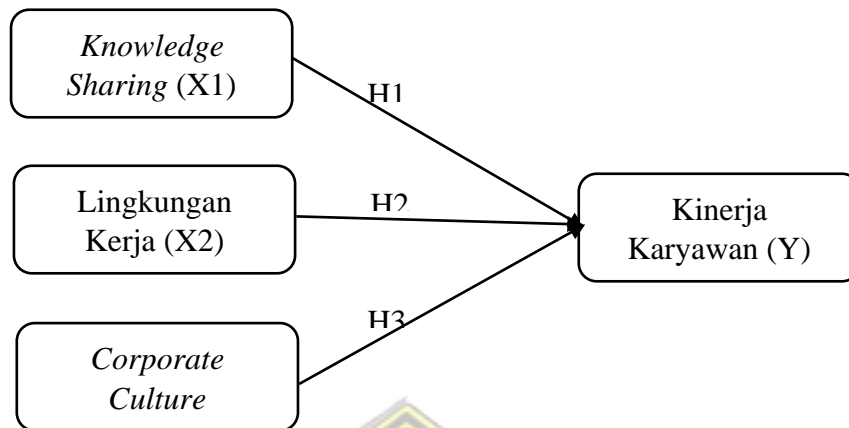 Knowledge
Sharing (X1)
H1
Lingkungan
Kerja (X2)
H2
Kinerja
Karyawan (Y)
H3
Corporate
Culture